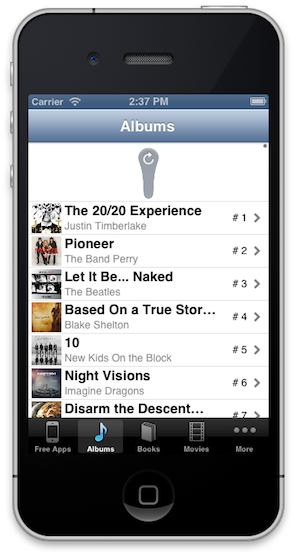 Carrier 2:37 PM
Albums
The 20/20 Experience
Justin Timberlake
# 1
Pioneer
The Band Perry
# 2
Let It Be... Naked
The Beatles
# 3
Based On a True Stor...
Blake Shelton
# 4
10
New Kids On the Block
# 5
Night Visions
Imagine Dragons
# 6
Disarm the Descent...
# 7
Free Apps Albums Books Movies More